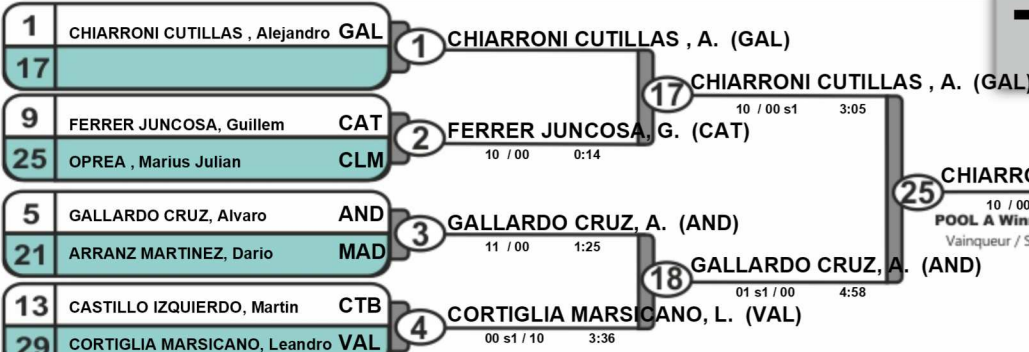 1 CHIARRONI CUTILLAS , Alejandro GAL
17
1 CHIARRONI CUTILLAS , A. (GAL)
17 CHIARRONI CUTILLAS , A. (GAL)
10 / 00 s1 3:05
9 FERRER JUNCOSA, Guillem CAT
25 OPREA , Marius Julian CLM
2 FERRER JUNCOSA, G. (CAT)
10 / 00 0:14
25 CHIARRO
10 / 00
POOL A Win
Vainqueur / S
5 GALLARDO CRUZ, Alvaro AND
21 ARRANZ MARTINEZ, Dario MAD
3 GALLARDO CRUZ, A. (AND)
11 / 00 1:25
18 GALLARDO CRUZ, A. (AND)
01 s1 / 00 4:58
13 CASTILLO IZQUIERDO, Martin CTB
29 CORTIGLIA MARSICANO, Leandro VAL
4 CORTIGLIA MARSICANO, L. (VAL)
00 s1 / 10 3:36